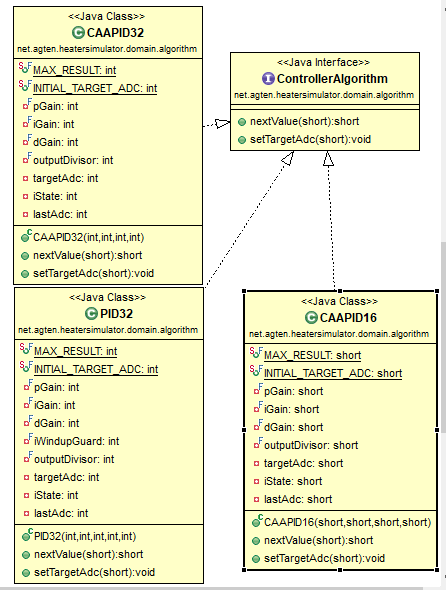 <<Java Class>>
CAAPID32
net.agten.heatersimulator.domain.algorithm
MAX_RESULT: int
INITIAL_TARGET_ADC: int
pGain: int
iGain: int
dGain: int
outputDivisor: int
targetAdc: int
iState: int
lastAdc: int
CAAPID32(int,int,int,int)
nextValue(short):short
setTargetAdc(short):void
<<Java Interface>>
ControllerAlgorithm
net.agten.heatersimulator.domain.algorithm
nextValue(short):short
setTargetAdc(short):void
<<Java Class>>
PID32
net.agten.heatersimulator.domain.algorithm
MAX_RESULT: int
INITIAL_TARGET_ADC: int
pGain: int
iGain: int
dGain: int
iWindupGuard: int
outputDivisor: int
targetAdc: int
iState: int
lastAdc: int
PID32(int,int,int,int,int)
nextValue(short):short
setTargetAdc(short):void
<<Java Class>>
CAAPID16
net.agten.heatersimulator.domain.algorithm
MAX_RESULT: short
INITIAL_TARGET_ADC: short
pGain: short
iGain: short
dGain: short
outputDivisor: short
targetAdc: short
iState: short
lastAdc: short
CAAPID16(short,short,short,short)
nextValue(short):short
setTargetAdc(short):void